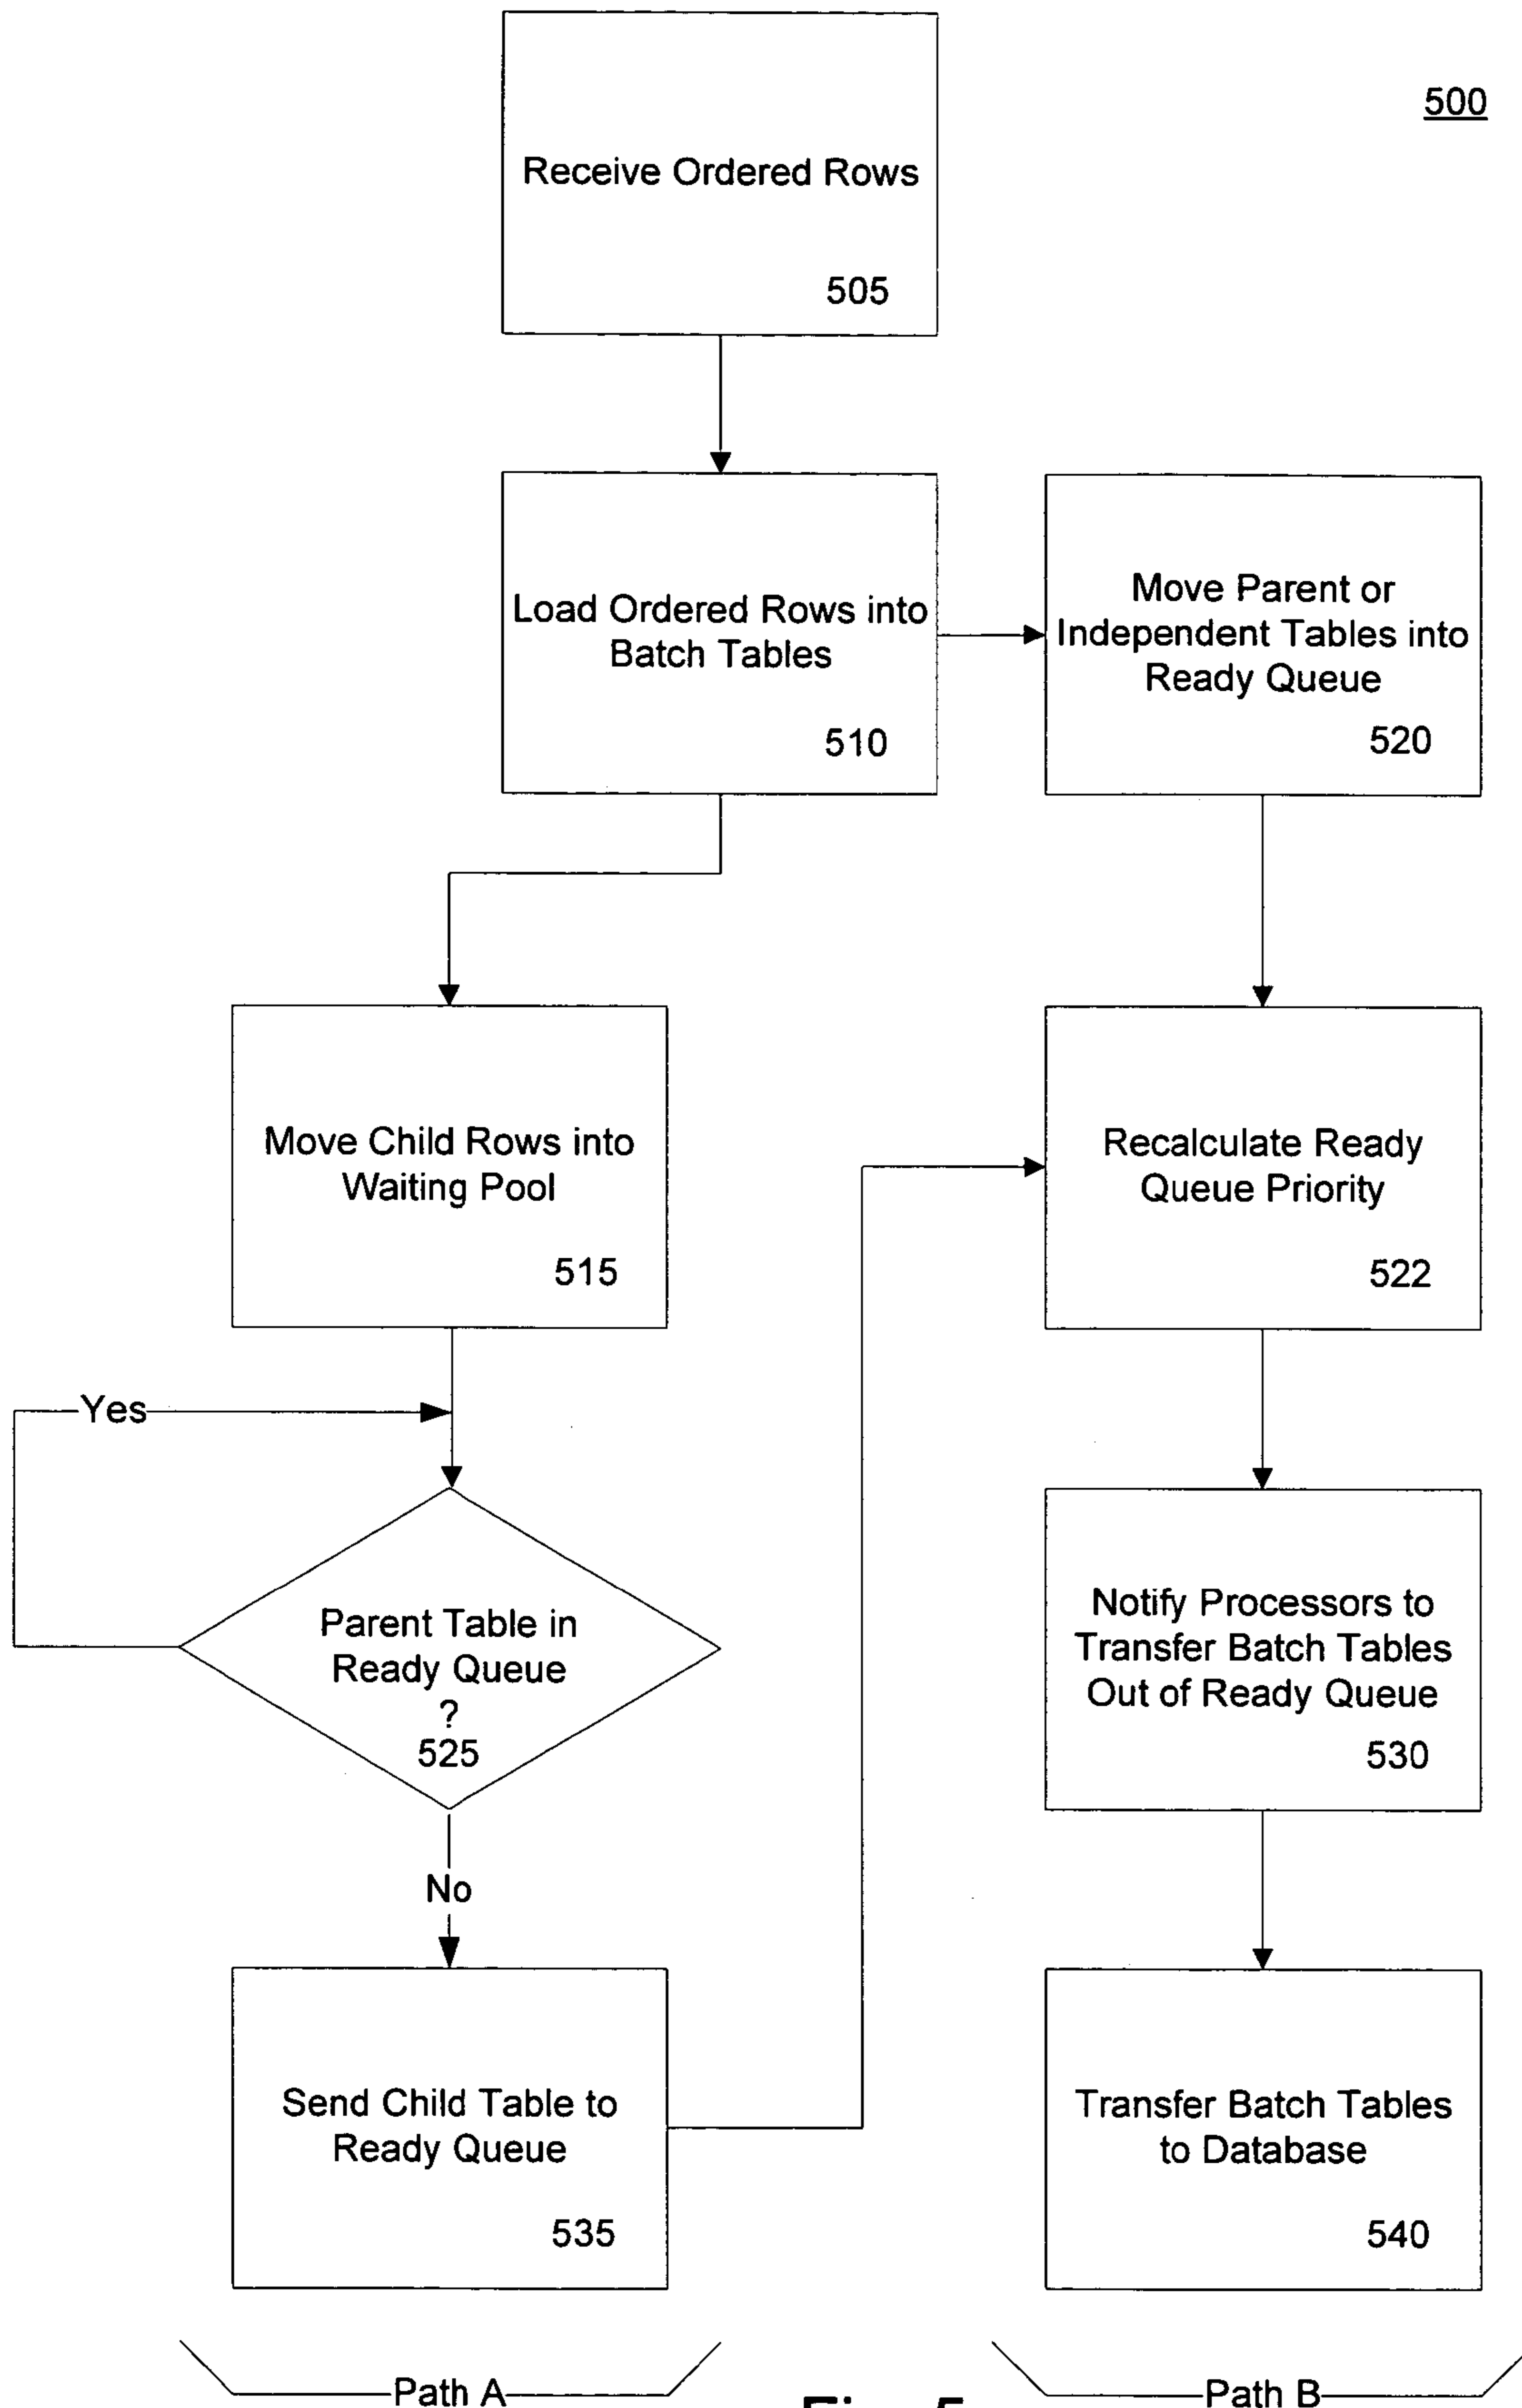 500
Receive Ordered Rows
505
Load Ordered Rows into
Batch Tables
510
Move Parent or
Independent Tables into
Ready Queue
520
Move Child Rows into
Waiting Pool
515
Recalculate Ready
Queue Priority
522
Yes
Parent Table in
Ready Queue
?
525
Notify Processors to
Transfer Batch Tables
Out of Ready Queue
530
No
Send Child Table to
Ready Queue
535
Transfer Batch Tables
to Database
540
Path A
Path B